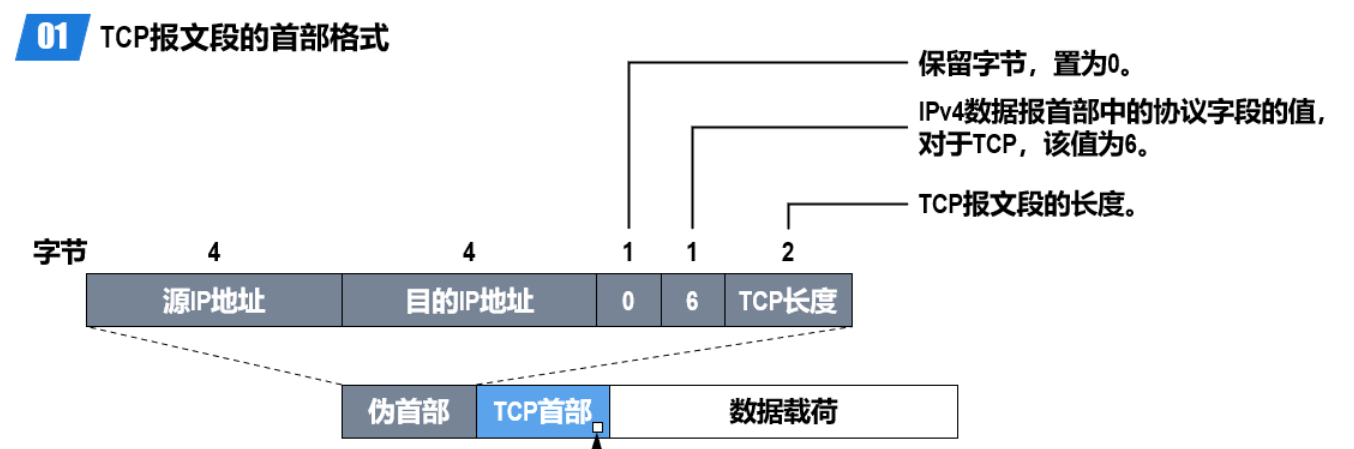 01 TCP报文段的首部格式
保留字节，置为0。
IPv4数据报首部中的协议字段的值，
对于TCP，该值为6。
TCP报文段的长度。
字节 4 4 1 1 2
源IP地址 目的IP地址 0 6 TCP长度
伪首部 TCP首部 数据载荷